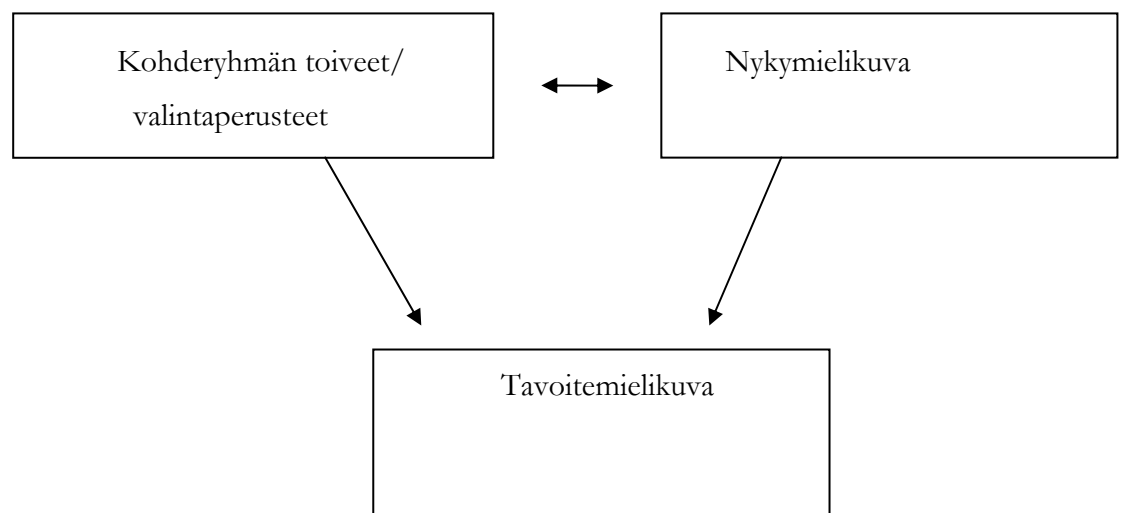 Kohderyhmän toiveet/
valintaperusteet
Nykymielikuva
Tavoitemielikuva